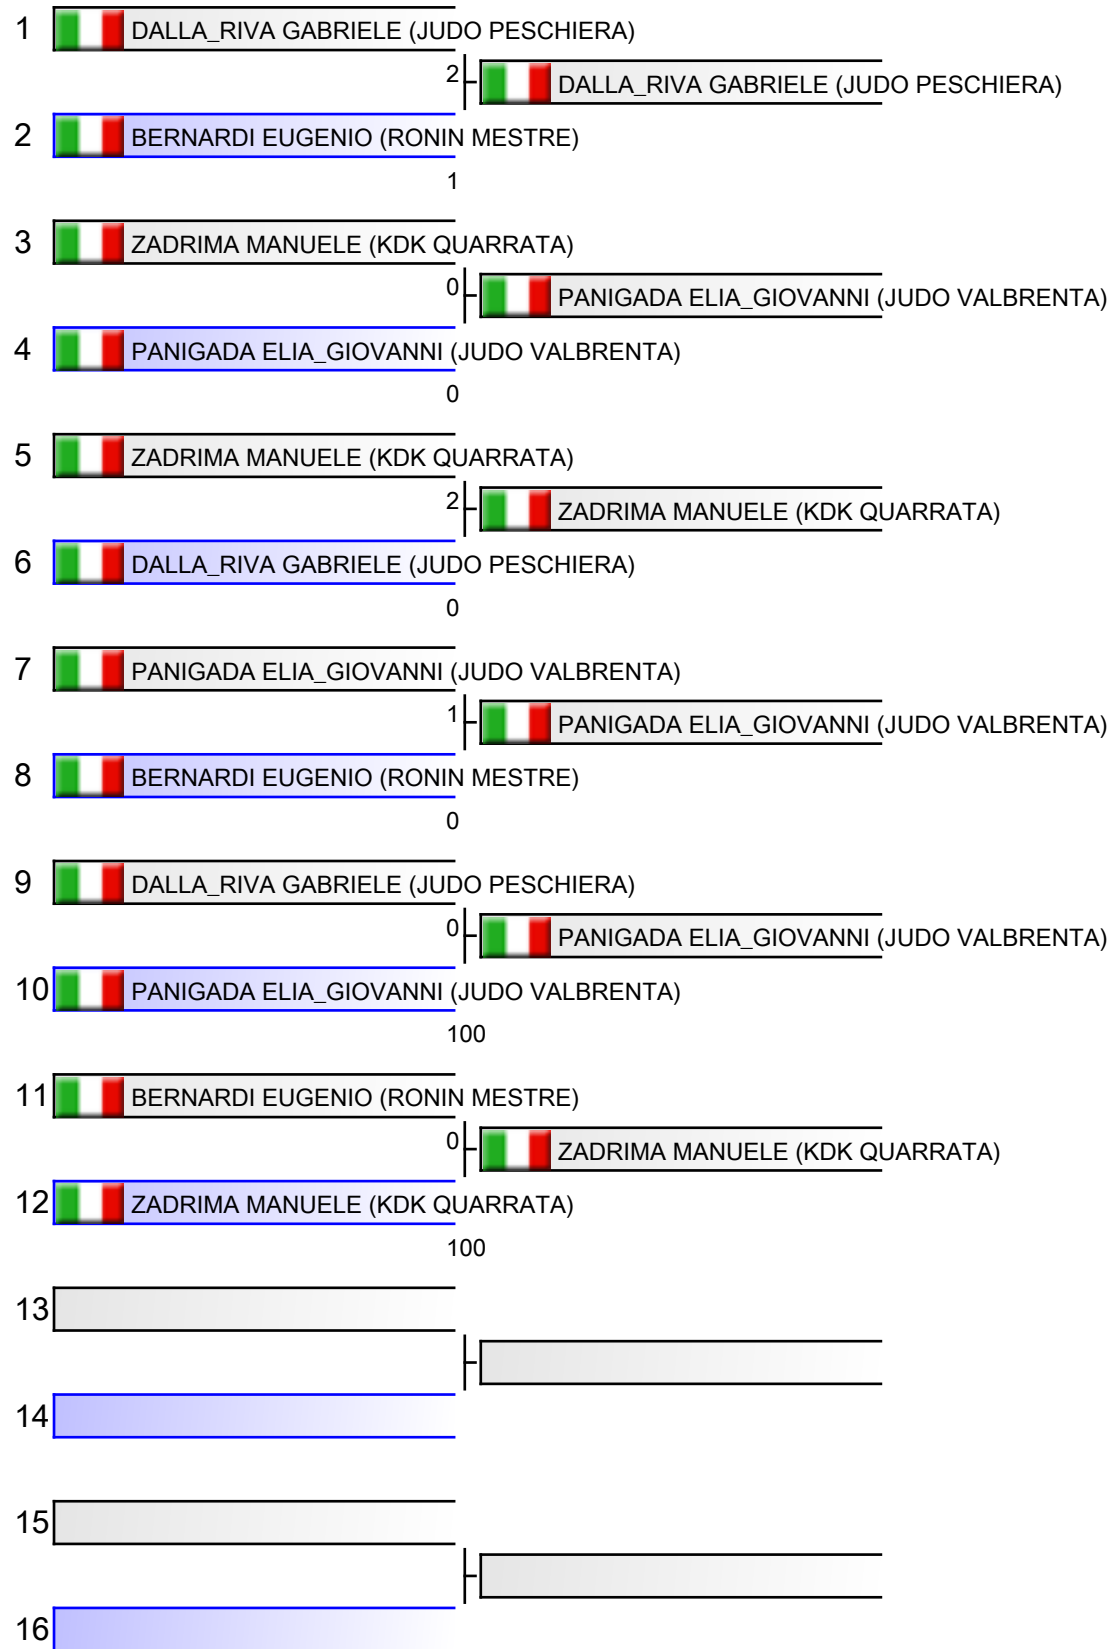 1 DALLA_RIVA GABRIELE (JUDO PESCHIERA)
2 DALLA_RIVA GABRIELE (JUDO PESCHIERA)
2 BERNARDI EUGENIO (RONIN MESTRE)
1
3 ZADRIMA MANUELE (KDK QUARRATA)
0 PANIGADA ELIA_GIOVANNI (JUDO VALBRENTA)
4 PANIGADA ELIA_GIOVANNI (JUDO VALBRENTA)
0
5 ZADRIMA MANUELE (KDK QUARRATA)
2 ZADRIMA MANUELE (KDK QUARRATA)
6 DALLA_RIVA GABRIELE (JUDO PESCHIERA)
0
7 PANIGADA ELIA_GIOVANNI (JUDO VALBRENTA)
1 PANIGADA ELIA_GIOVANNI (JUDO VALBRENTA)
8 BERNARDI EUGENIO (RONIN MESTRE)
0
9 DALLA_RIVA GABRIELE (JUDO PESCHIERA)
0 PANIGADA ELIA_GIOVANNI (JUDO VALBRENTA)
10 PANIGADA ELIA_GIOVANNI (JUDO VALBRENTA)
100
11 BERNARDI EUGENIO (RONIN MESTRE)
0 ZADRIMA MANUELE (KDK QUARRATA)
12 ZADRIMA MANUELE (KDK QUARRATA)
100
13
14
15
16